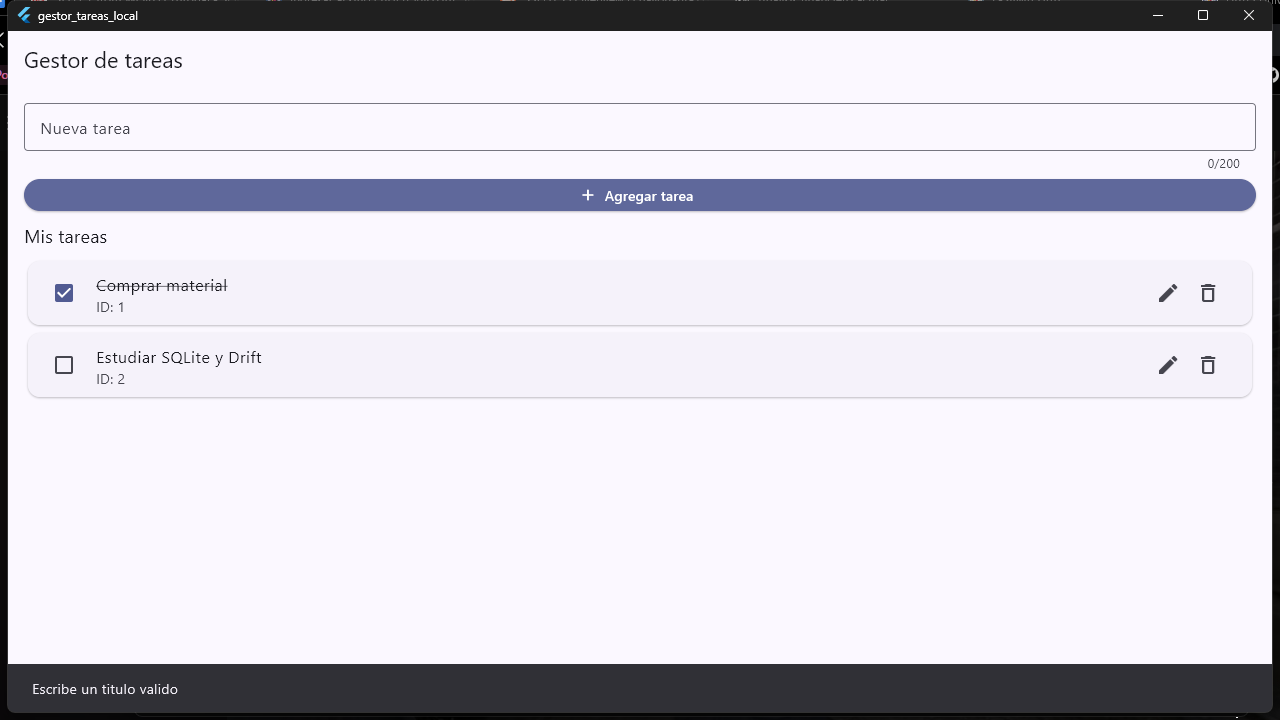 gestor_tareas_local
Gestor de tareas
Nueva tarea
0/200
+ Agregar tarea
Mis tareas
Comprar material
ID: 1
Estudiar SQLite y Drift
ID: 2
Escribe un titulo valido